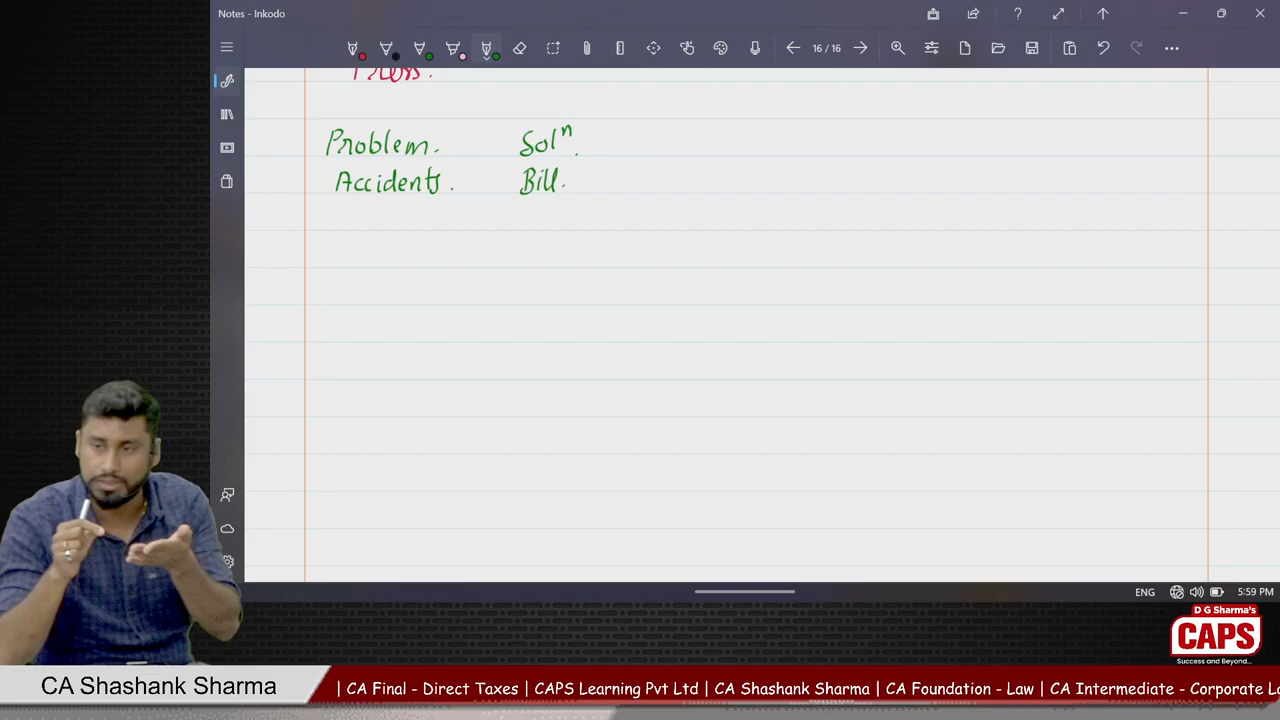 Notes - Inkodo
16/16
Problem. Solⁿ.
Accidents. Bill.
ENG 5:59 PM
D G Sharma's
CAPS
Success and Beyond...
CA Shashank Sharma
| CA Final - Direct Taxes | CAPS Learning Pvt Ltd | CA Shashank Sharma | CA Foundation - Law | CA Intermediate - Corporate